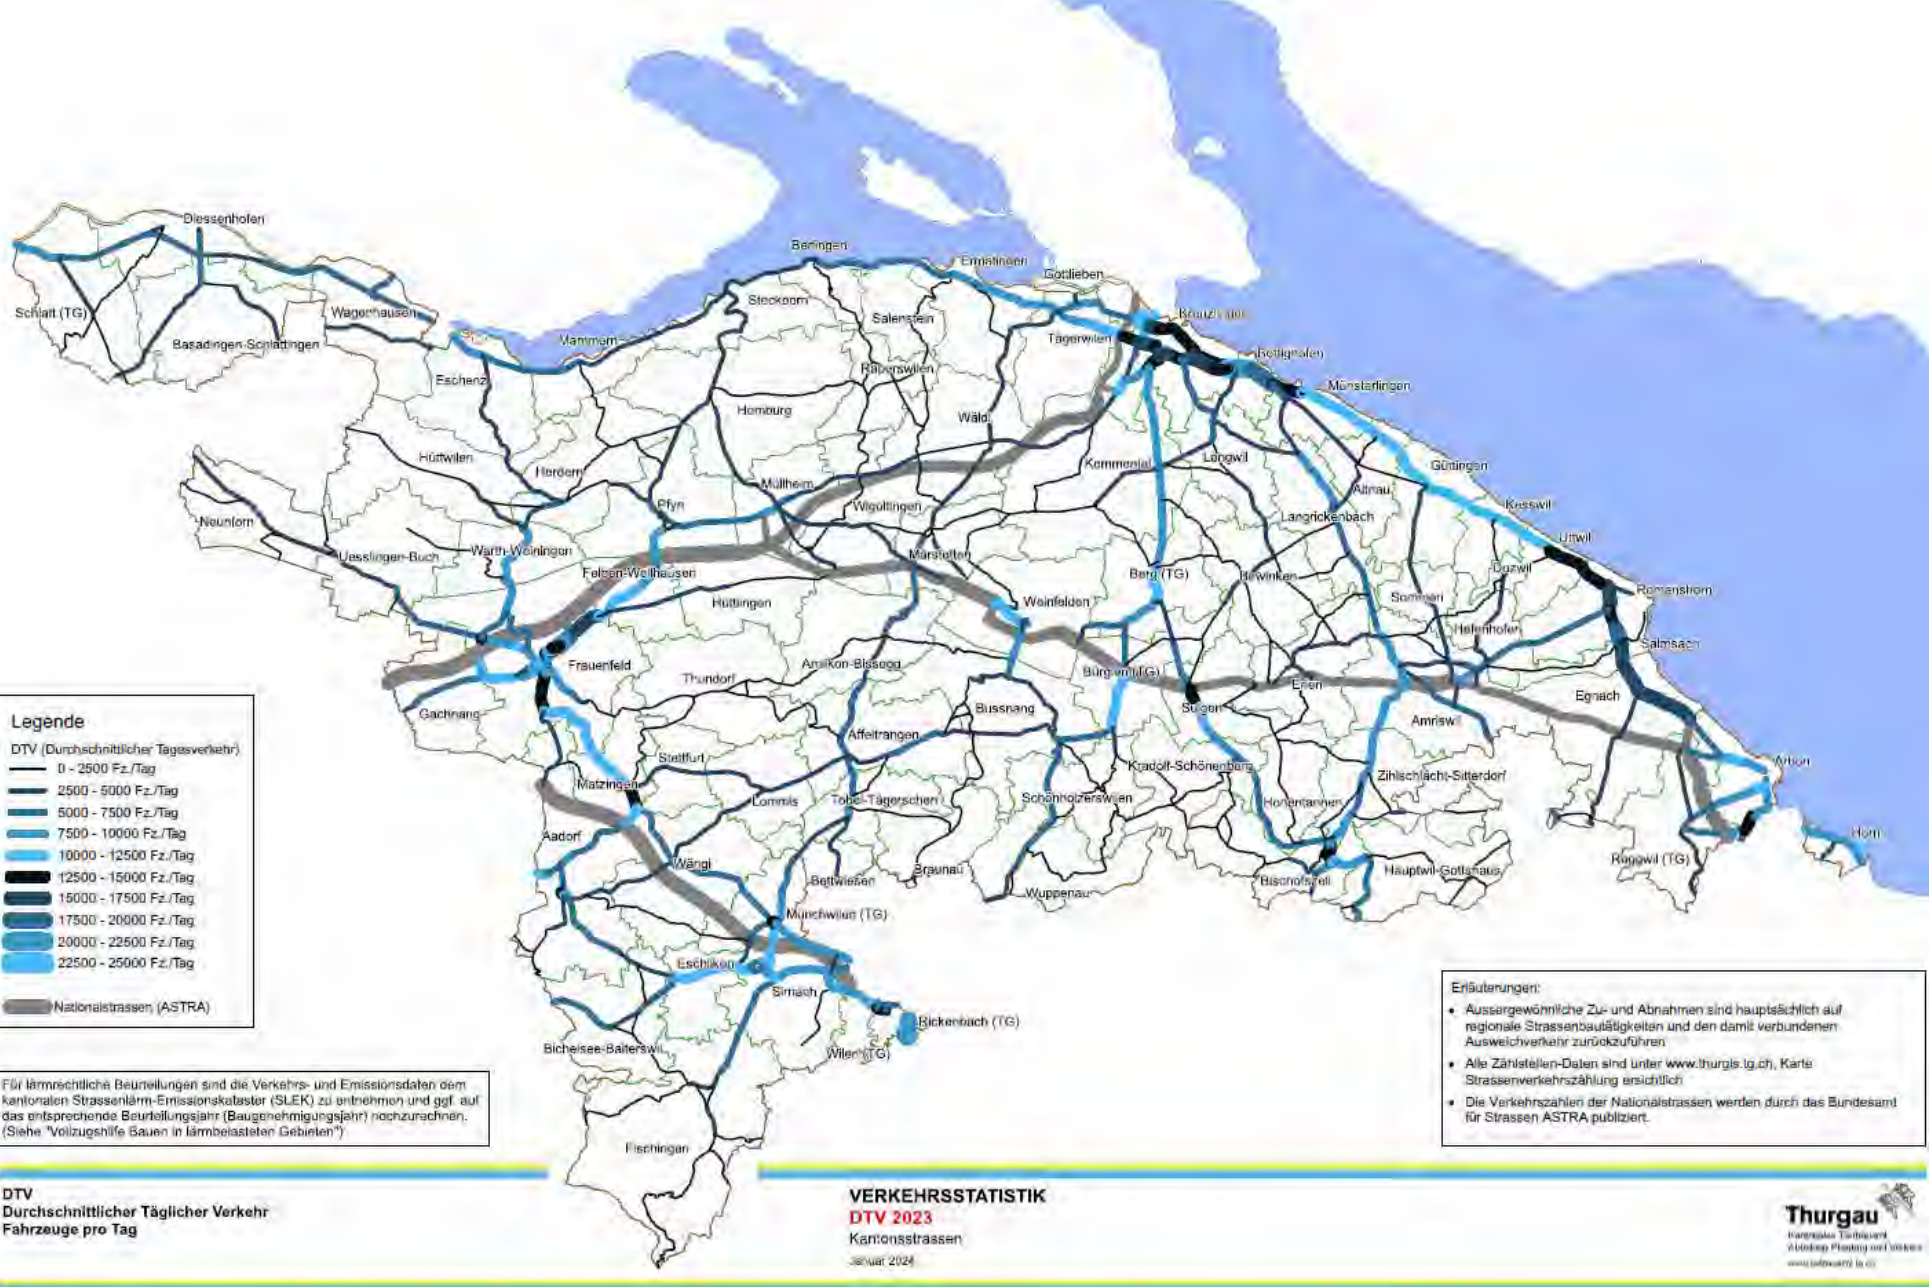 Diessenhofen
Schlatt (TG)
Basadingen-Schlattingen
Wagenhausen
Eschenz
Mammern
Steckborn
Berlingen
Ermatingen
Gottlieben
Salenstein
Raperswilen
Tägerwilen
Kreuzlingen
Bottighofen
Münsterlingen
Homburg
Wäldi
Hüttwilen
Herdern
Müllheim
Pfyn
Wigoltingen
Kemmental
Lengwil
Altnau
Güttingen
Langrickenbach
Kesswil
Uttwil
Neunforn
Uesslingen-Buch
Warth-Weiningen
Felben-Wellhausen
Hüttlingen
Märstetten
Weinfelden
Berg (TG)
Birwinken
Sommeri
Dozwil
Romanshorn
Hefenhofen
Salmsach
Frauenfeld
Thundorf
Amlikon-Bissegg
Bürglen (TG)
Erlen
Egnach
Gachnang
Bussnang
Sulgen
Amriswil
Affeltrangen
Stettfurt
Matzingen
Lommis
Tobel-Tägerschen
Schönholzerswilen
Kradolf-Schönenberg
Hohentannen
Zihlschlacht-Sitterdorf
Arbon
Horn
Aadorf
Wängi
Bettwiesen
Braunau
Wuppenau
Bischofszell
Hauptwil-Gottshaus
Roggwil (TG)
Münchwilen (TG)
Eschlikon
Sirnach
Rickenbach (TG)
Wilen (TG)
Bichelsee-Balterswil
Fischingen
Legende
DTV (Durchschnittlicher Tagesverkehr)
0 - 2500 Fz./Tag
2500 - 5000 Fz./Tag
5000 - 7500 Fz./Tag
7500 - 10000 Fz./Tag
10000 - 12500 Fz./Tag
12500 - 15000 Fz./Tag
15000 - 17500 Fz./Tag
17500 - 20000 Fz./Tag
20000 - 22500 Fz./Tag
22500 - 25000 Fz./Tag
Nationalstrassen (ASTRA)
Für lärmrechtliche Beurteilungen sind die Verkehrs- und Emissionsdaten dem
kantonalen Strassenlärm-Emissionskataster (SLEK) zu entnehmen und ggf. auf
das entsprechende Beurteilungsjahr (Baugenehmigungsjahr) hochzurechnen.
(Siehe "Vollzugshilfe Bauen in lärmbelasteten Gebieten")
Erläuterungen:
• Aussergewöhnliche Zu- und Abnahmen sind hauptsächlich auf
regionale Strassenbautätigkeiten und den damit verbundenen
Ausweichverkehr zurückzuführen
• Alle Zählstellen-Daten sind unter www.thurgis.tg.ch, Karte
Strassenverkehrszählung ersichtlich
• Die Verkehrszahlen der Nationalstrassen werden durch das Bundesamt
für Strassen ASTRA publiziert.
DTV
Durchschnittlicher Täglicher Verkehr
Fahrzeuge pro Tag
VERKEHRSSTATISTIK
DTV 2023
Kantonsstrassen
Januar 2024
Thurgau
Kantonales Tiefbauamt
Abteilung Planung und Verkehr